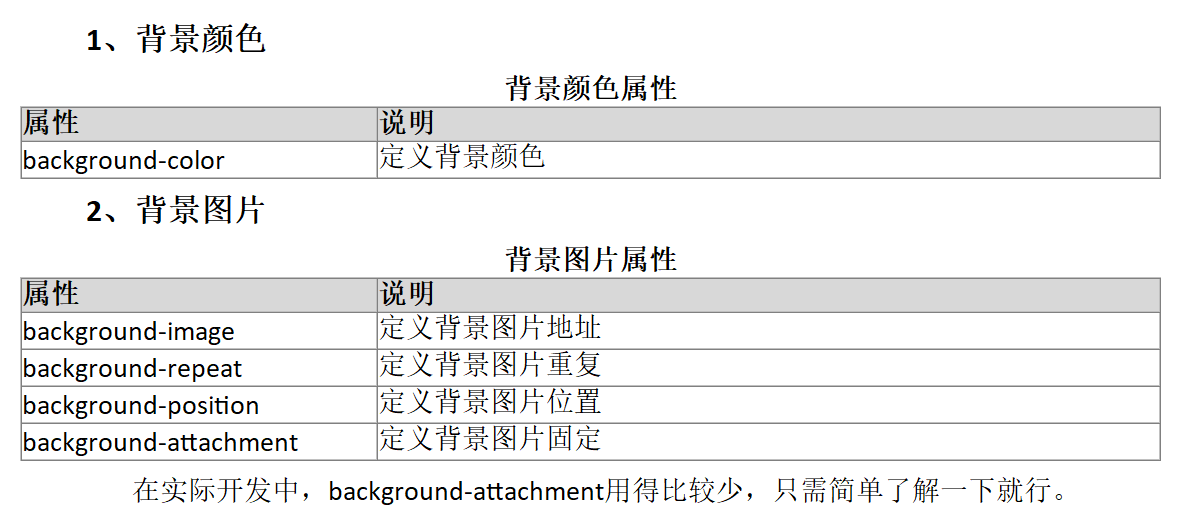 1、背景颜色
背景颜色属性
属性 说明
background-color 定义背景颜色
2、背景图片
背景图片属性
属性 说明
background-image 定义背景图片地址
background-repeat 定义背景图片重复
background-position 定义背景图片位置
background-attachment 定义背景图片固定
在实际开发中，background-attachment用得比较少，只需简单了解一下就行。